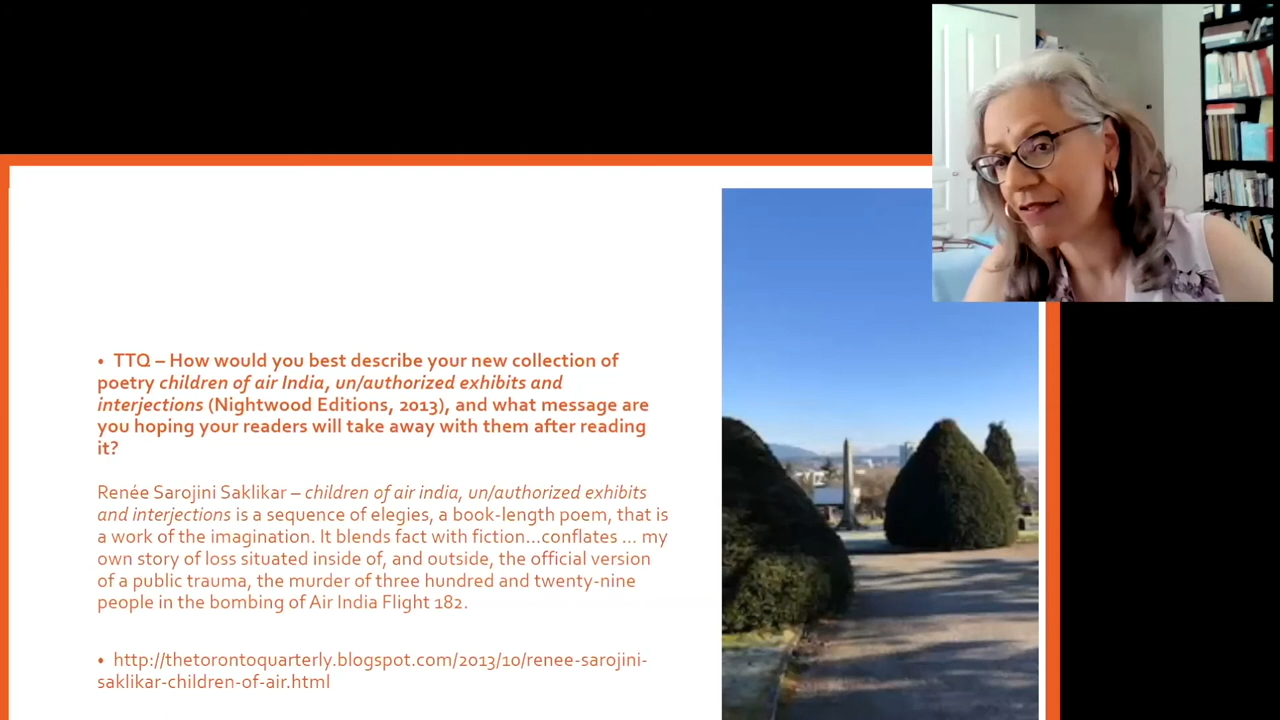 • TTQ – How would you best describe your new collection of
poetry children of air India, un/authorized exhibits and
interjections (Nightwood Editions, 2013), and what message are
you hoping your readers will take away with them after reading
it?
Renée Sarojini Saklikar – children of air india, un/authorized exhibits
and interjections is a sequence of elegies, a book-length poem, that is
a work of the imagination. It blends fact with fiction...conflates ... my
own story of loss situated inside of, and outside, the official version
of a public trauma, the murder of three hundred and twenty-nine
people in the bombing of Air India Flight 182.
• http://thetorontoquarterly.blogspot.com/2013/10/renee-sarojini-
saklikar-children-of-air.html